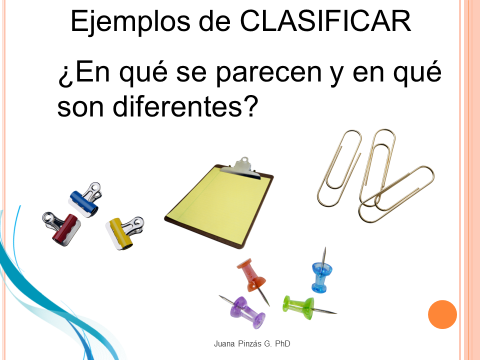 Ejemplos de CLASIFICAR
¿En qué se parecen y en qué
son diferentes?
Juana Pinzás G. PhD